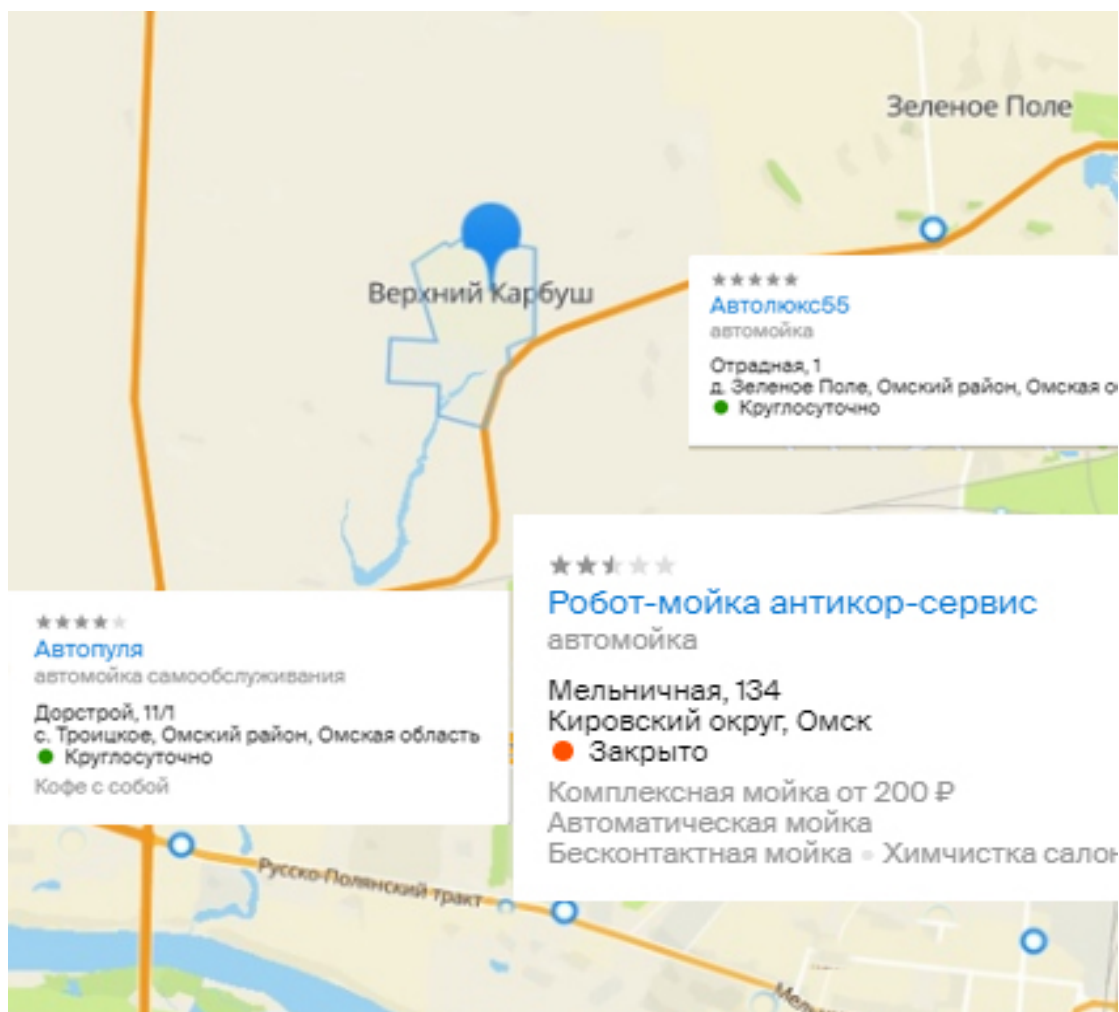 Зеленое Поле
Верхний Карбуш
Автолюкс55
автомойка
Отрадная, 1
д. Зеленое Поле, Омский район, Омская
Круглосуточно
Робот-мойка антикор-сервис
автомойка
Мельничная, 134
Кировский округ, Омск
Закрыто
Комплексная мойка от 200 ₽
Автоматическая мойка
Бесконтактная мойка • Химчистка
Автопуля
автомойка самообслуживания
Дорстрой, 11/1
с. Троицкое, Омский район, Омская область
Круглосуточно
Кофе с собой
Русско-Полянский тракт